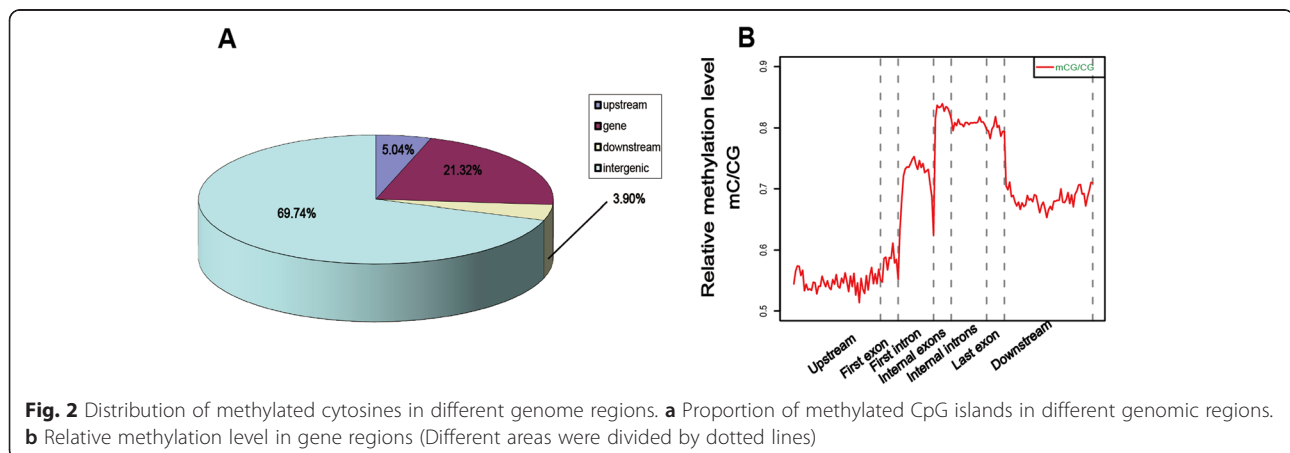 A
upstream
gene
downstream
intergenic
5.04%
21.32%
3.90%
69.74%
B
mCG/CG
Relative methylation level
mC/CG
0.9
0.8
0.7
0.6
0.5
Upstream
First exon
First intron
Internal exons
Internal introns
Last exon
Downstream
Fig. 2 Distribution of methylated cytosines in different genome regions. a Proportion of methylated CpG islands in different genomic regions.
b Relative methylation level in gene regions (Different areas were divided by dotted lines)